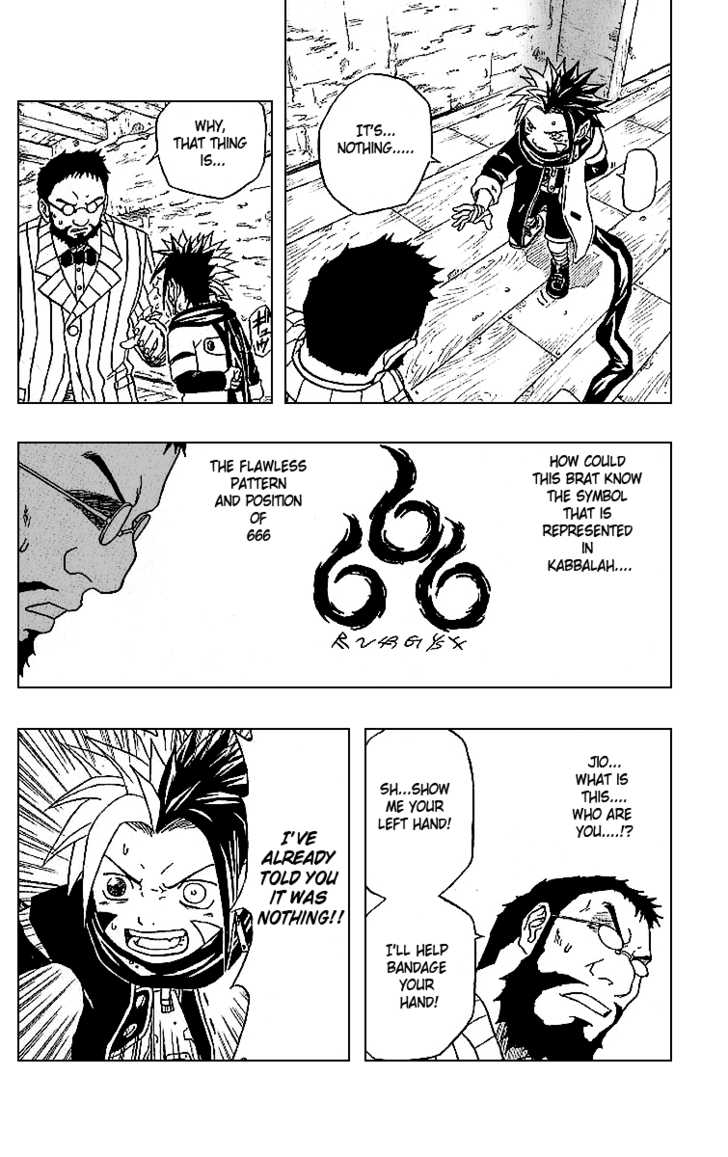 IT'S...
NOTHING.....
WHY,
THAT THING
IS...
HOW COULD
THIS BRAT KNOW
THE SYMBOL
THAT IS
REPRESENTED
IN
KABBALAH....
THE FLAWLESS
PATTERN
AND POSITION
OF
666
666
JIO...
WHAT IS
THIS....
WHO ARE
YOU....!?
SH...SHOW
ME YOUR
LEFT HAND!
I'LL HELP
BANDAGE
YOUR
HAND!
I'VE
ALREADY
TOLD YOU
IT WAS
NOTHING!!